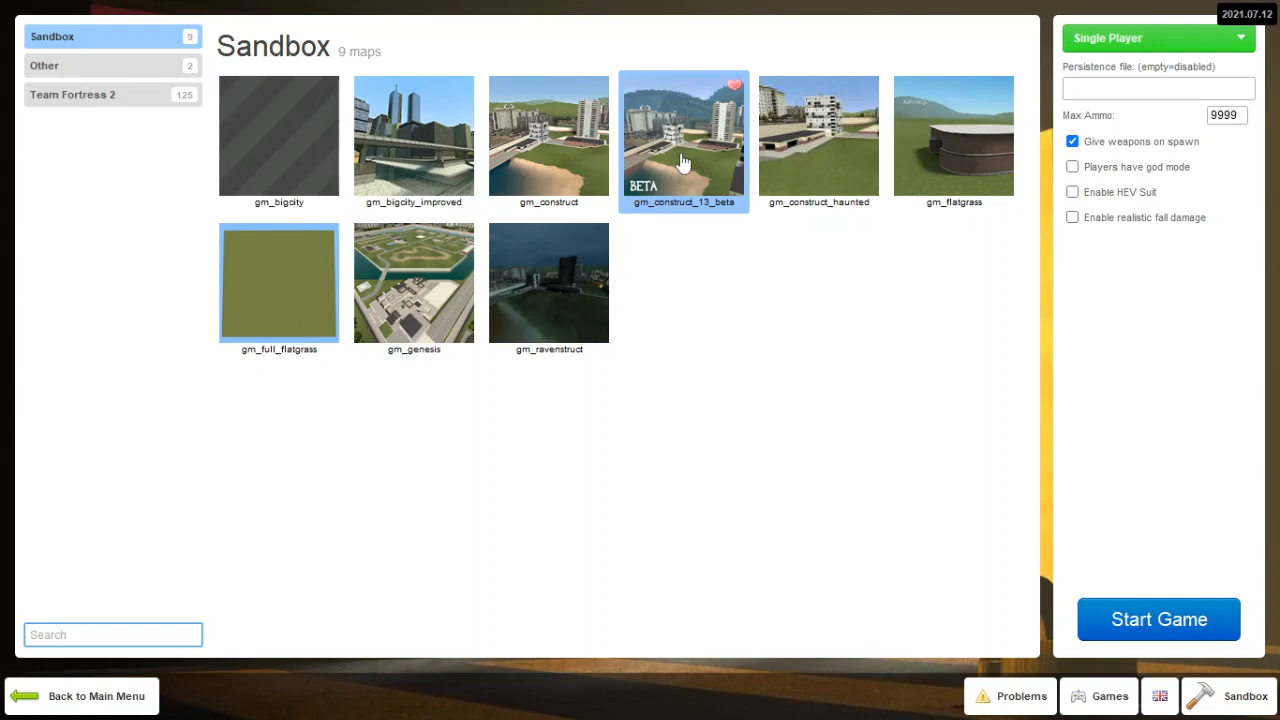 2021.07.12
Sandbox 9
Other 2
Team Fortress 2 125
Sandbox 9 maps
BETA
gm_bigcity gm_bigcity_improved gm_construct gm_construct_13_beta gm_construct_haunted gm_flatgrass
gm_full_flatgrass gm_genesis gm_ravenstruct
Search
Single Player
Persistence file: (empty=disabled)
Max Ammo: 9999
Give weapons on spawn
Players have god mode
Enable HEV Suit
Enable realistic fall damage
Start Game
Back to Main Menu
Problems Games Sandbox